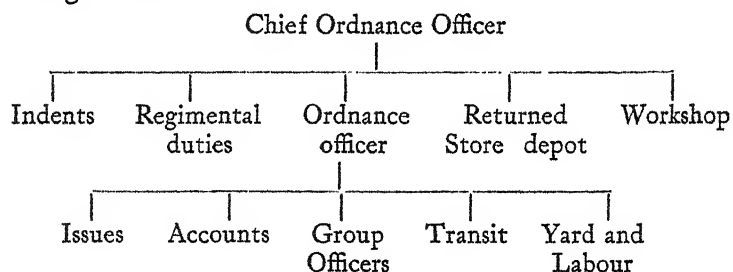 Chief Ordnance Officer
Indents Regimental Ordnance Returned Workshop
duties officer Store depot
Issues Accounts Group Transit Yard and
Officers Labour